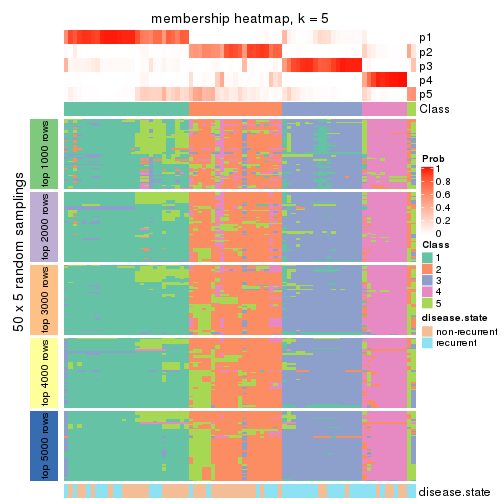 membership heatmap, k = 5
p1
p2
p3
p4
p5
Class
50 x 5 random samplings
top 1000 rows
top 2000 rows
top 3000 rows
top 4000 rows
top 5000 rows
disease.state
Prob
1
0.8
0.6
0.4
0.2
0
Class
1
2
3
4
5
disease.state
non-recurrent
recurrent